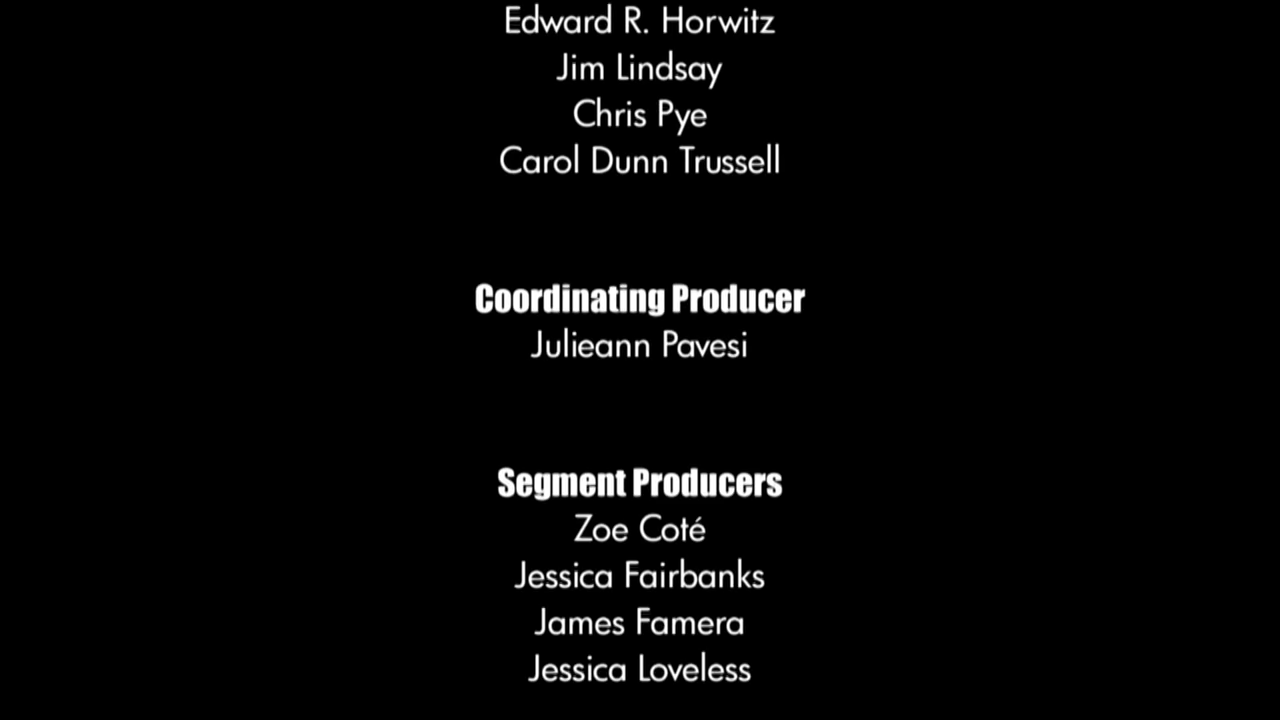 Edward R. Horwitz
Jim Lindsay
Chris Pye
Carol Dunn Trussell
Coordinating Producer
Julieann Pavesi
Segment Producers
Zoe Coté
Jessica Fairbanks
James Famera
Jessica Loveless